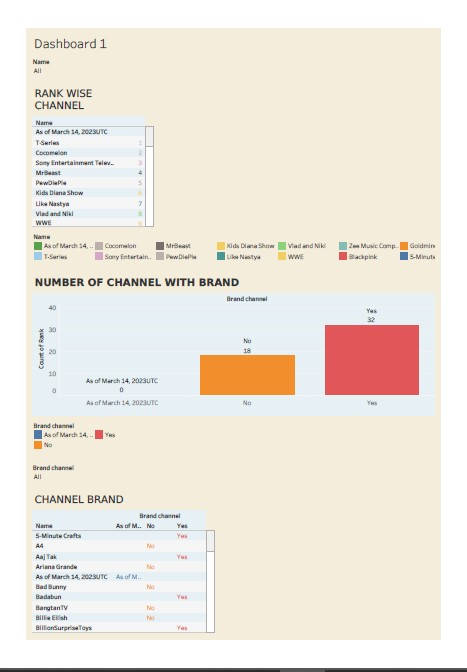 Dashboard 1
Name
All
RANK WISE
CHANNEL
Name
As of March 14, 2023UTC
T-Series 1
Cocomelon 2
Sony Entertainment Telev.. 3
MrBeast 4
PewDiePie 5
Kids Diana Show 6
Like Nastya 7
Vlad and Niki 8
WWE
Name
As of March 14, .. Cocomelon MrBeast Kids Diana Show Vlad and Niki Zee Music Comp.. Goldmin
T-Series Sony Entertain.. PewDiePie Like Nastya WWE Blackpink 5-Minute
NUMBER OF CHANNEL WITH BRAND
Brand channel
Count of Rank
40
30
20
10
0
Yes
32
No
18
As of March 14, 2023UTC
0
As of March 14, 2023UTC No Yes
Brand channel
As of March 14, .. Yes
No
Brand channel
All
CHANNEL BRAND
Brand channel
Name As of M.. No Yes
5-Minute Crafts Yes
A4 No
Aaj Tak Yes
Ariana Grande No
As of March 14, 2023UTC As of M..
Bad Bunny No
Badabun Yes
BangtanTV No
Billie Eilish No
BillionSurpriseToys Yes